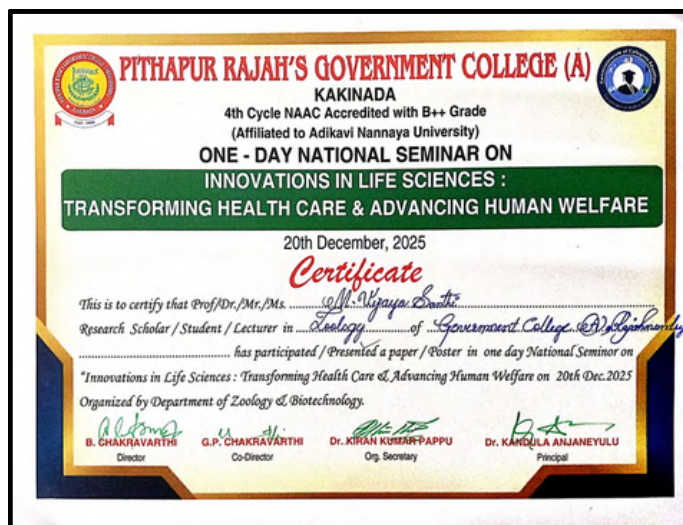 PITHAPUR RAJAH'S GOVERNMENT COLLEGE (A)
KAKINADA
4th Cycle NAAC Accredited with B++ Grade
(Affiliated to Adikavi Nannaya University)
ONE - DAY NATIONAL SEMINAR ON
INNOVATIONS IN LIFE SCIENCES :
TRANSFORMING HEALTH CARE & ADVANCING HUMAN WELFARE
20th December, 2025
Certificate
This is to certify that Prof/Dr./Mr./Ms. M. Vijaya Santhi
Research Scholar / Student / Lecturer in Zoology of Government College (A), Rajahmundry
has participated / Presented a paper / Poster in one day National Seminar on
"Innovations in Life Sciences : Transforming Health Care & Advancing Human Welfare on 20th Dec.2025
Organized by Department of Zoology & Biotechnology.
B. CHAKRAVARTHI G.P. CHAKRAVARTHI Dr. KIRAN KUMAR PAPPU Dr. KANDULA ANJANEYULU
Director Co-Director Org. Secretary Principal